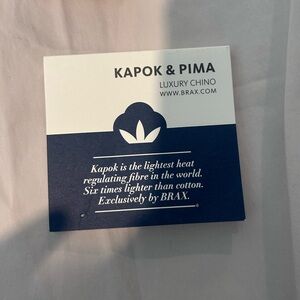 KAPOK & PIMA
LUXURY CHINO
WWW.BRAX.COM
Kapok is the lightest heat
regulating fibre in the world.
Six times lighter than cotton.
Exclusively by BRAX.